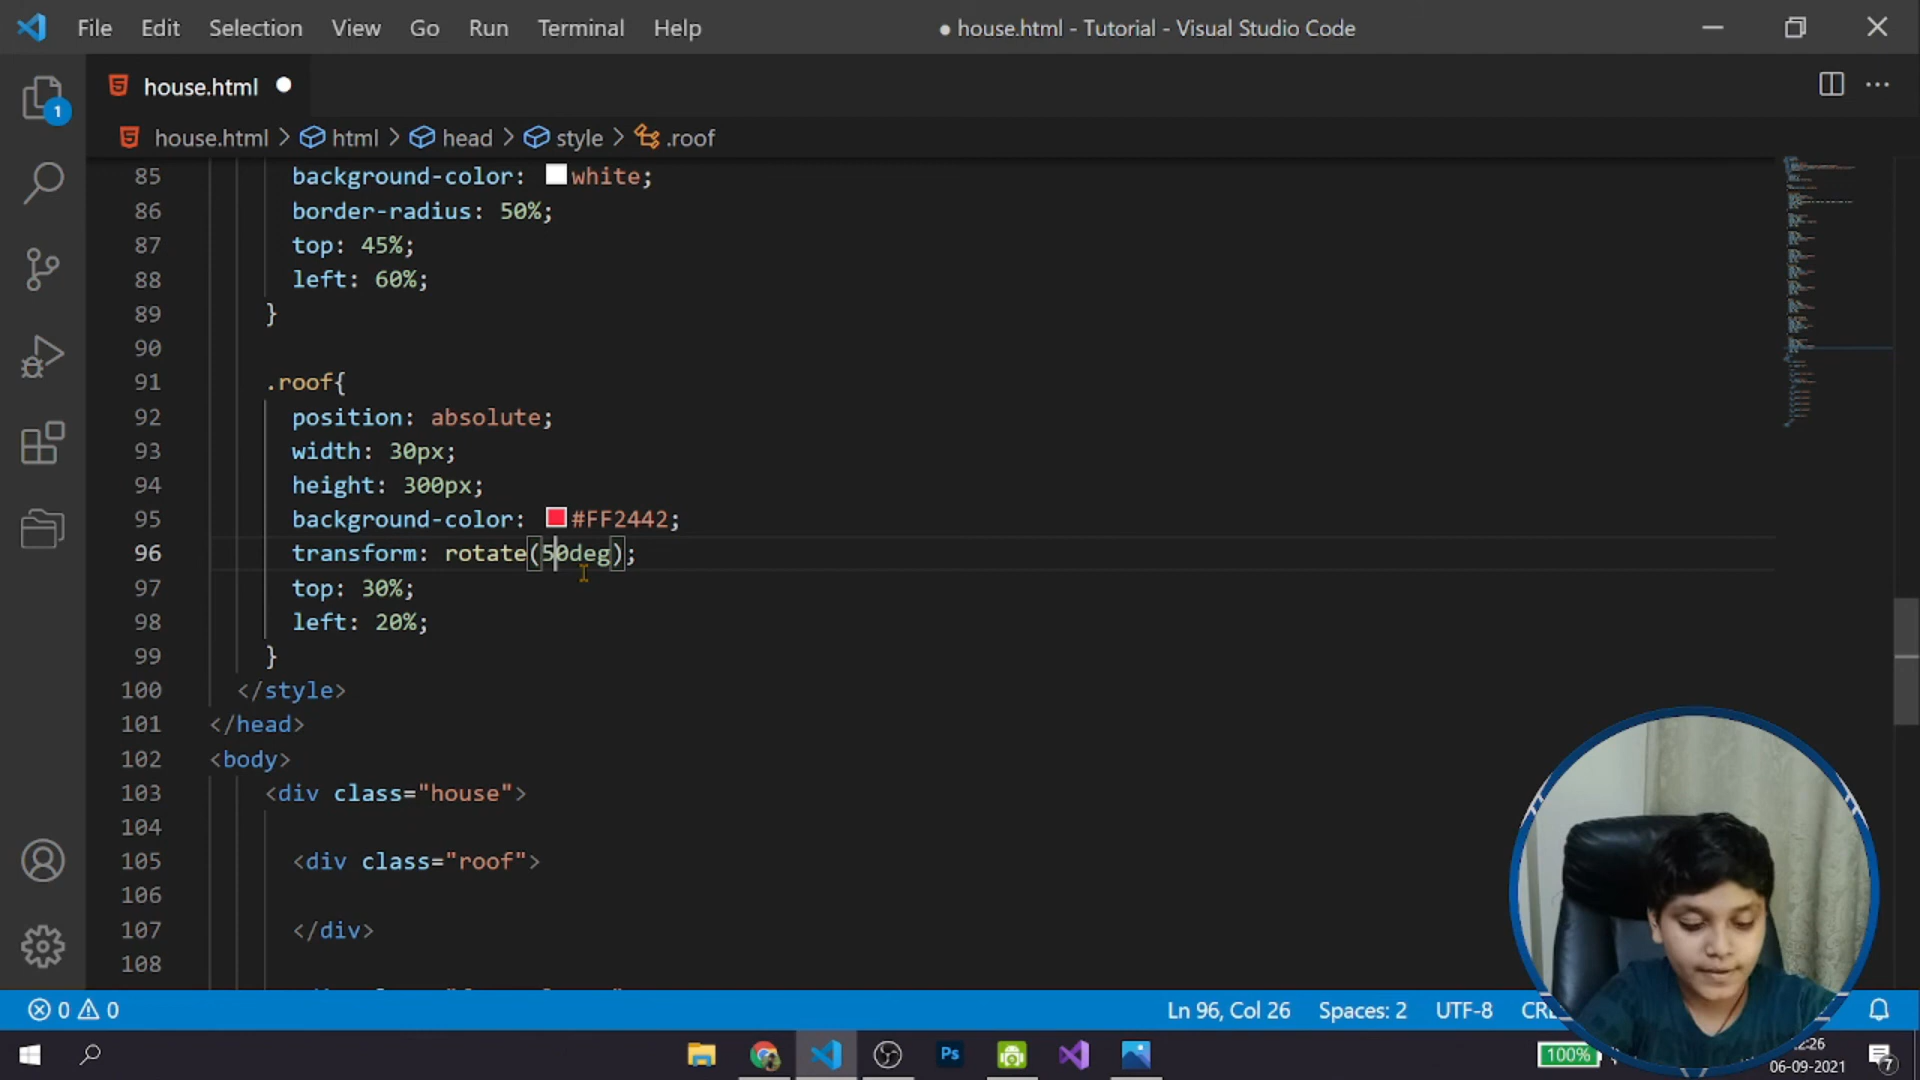 File Edit Selection View Go Run Terminal Help ● house.html - Tutorial - Visual Studio Code
house.html
1
house.html > html > head > style > .roof
85 background-color: white;
86 border-radius: 50%;
87 top: 45%;
88 left: 60%;
89 }
90
91 .roof{
92 position: absolute;
93 width: 30px;
94 height: 300px;
95 background-color: #FF2442;
96 transform: rotate(50deg);
97 top: 30%;
98 left: 20%;
99 }
100 </style>
101 </head>
102 <body>
103 <div class="house">
104
105 <div class="roof">
106
107 </div>
108
0 0 Ln 96, Col 26 Spaces: 2 UTF-8
Ps 100%
06-09-2021 7